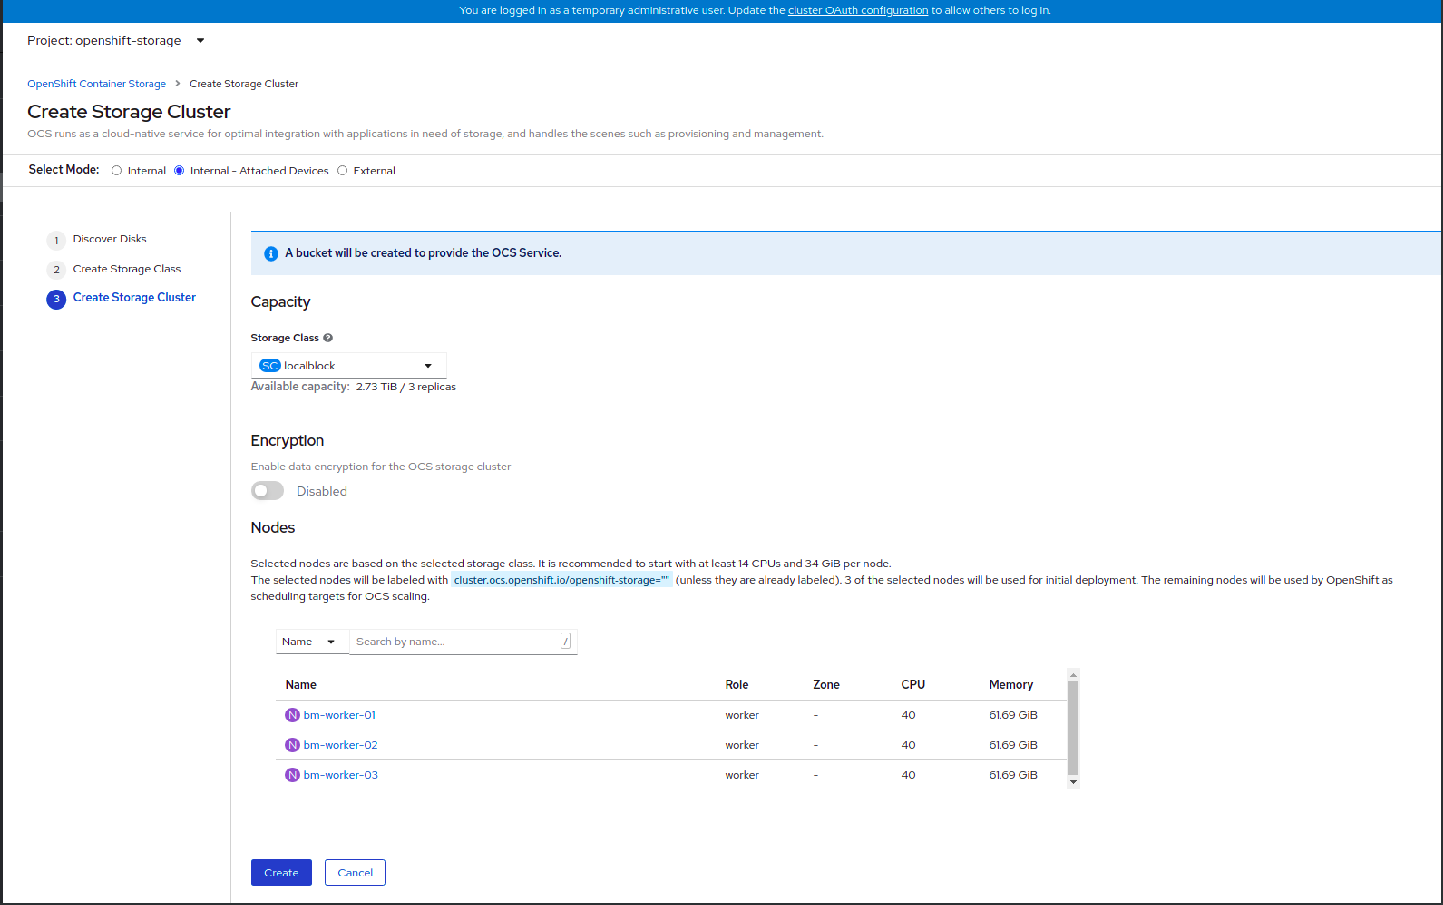 You are logged in as a temporary administrative user. Update the cluster OAuth configuration to allow others to log in.
Project: openshift-storage
OpenShift Container Storage > Create Storage Cluster
Create Storage Cluster
OCS runs as a cloud-native service for optimal integration with applications in need of storage, and handles the scenes such as provisioning and management.
Select Mode: Internal Internal - Attached Devices External
1 Discover Disks
2 Create Storage Class
3 Create Storage Cluster
A bucket will be created to provide the OCS Service.
Capacity
Storage Class
SC localblock
Available capacity: 2.73 TiB / 3 replicas
Encryption
Enable data encryption for the OCS storage cluster
Disabled
Nodes
Selected nodes are based on the selected storage class. It is recommended to start with at least 14 CPUs and 34 GiB per node.
The selected nodes will be labeled with cluster.ocs.openshift.io/openshift-storage="" (unless they are already labeled). 3 of the selected nodes will be used for initial deployment. The remaining nodes will be used by OpenShift as
scheduling targets for OCS scaling.
Name Search by name... /
Name Role Zone CPU Memory
N bm-worker-01 worker - 40 61.69 GiB
N bm-worker-02 worker - 40 61.69 GiB
N bm-worker-03 worker - 40 61.69 GiB
Create Cancel